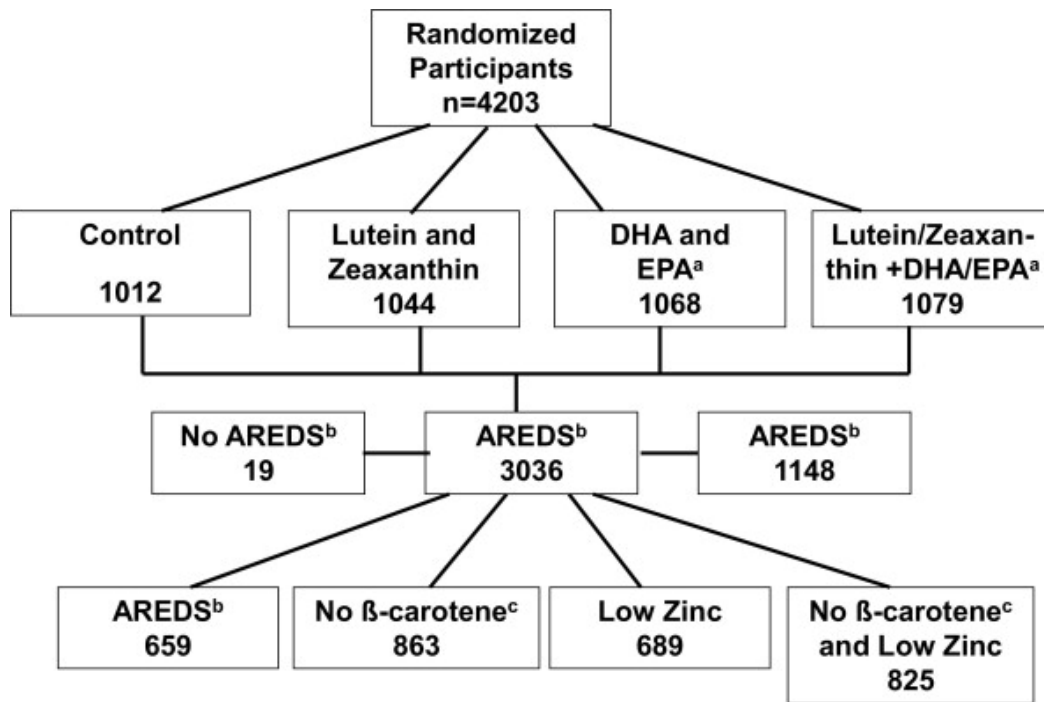 Randomized
Participants
n=4203
Control
1012
Lutein and
Zeaxanthin
1044
DHA and
EPAᵃ
1068
Lutein/Zeaxan-
thin +DHA/EPAᵃ
1079
No AREDSᵇ
19
AREDSᵇ
3036
AREDSᵇ
1148
AREDSᵇ
659
No ß-caroteneᶜ
863
Low Zinc
689
No ß-caroteneᶜ
and Low Zinc
825